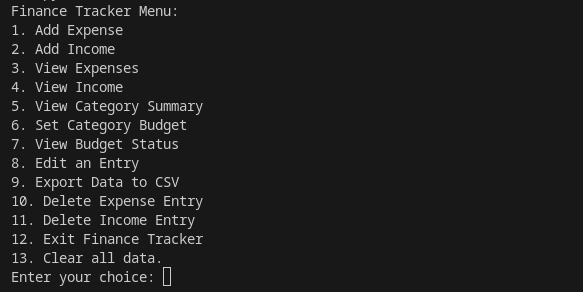 Finance Tracker Menu:
1. Add Expense
2. Add Income
3. View Expenses
4. View Income
5. View Category Summary
6. Set Category Budget
7. View Budget Status
8. Edit an Entry
9. Export Data to CSV
10. Delete Expense Entry
11. Delete Income Entry
12. Exit Finance Tracker
13. Clear all data.
Enter your choice: